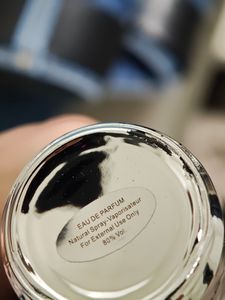 EAU DE PARFUM
Natural Spray-Vaporisateur
For External Use Only
80% Vol.